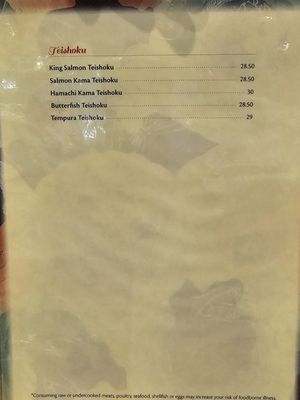 Teishoku
King Salmon Teishoku 28.50
Salmon Kama Teishoku 28.50
Hamachi Kama Teishoku 30
Butterfish Teishoku 28.50
Tempura Teishoku 29
*Consuming raw or undercooked meats, poultry, seafood, shellfish or eggs may increase your risk of foodborne illness.